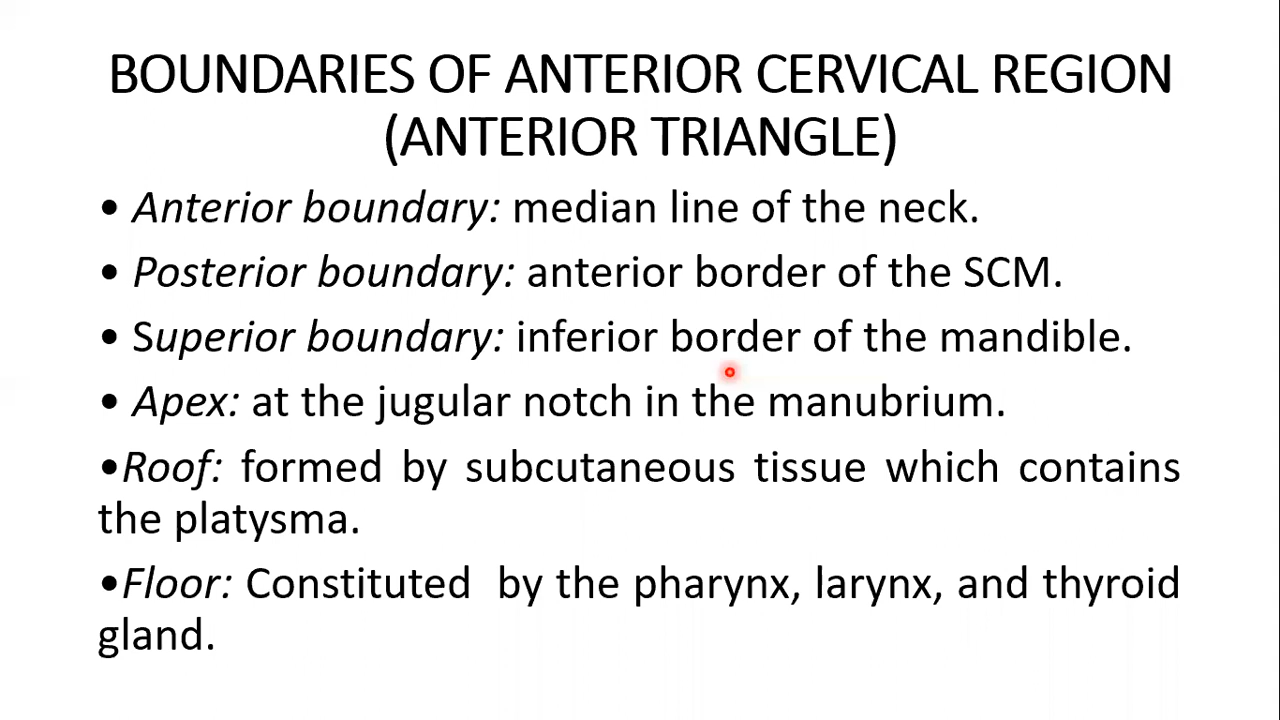 BOUNDARIES OF ANTERIOR CERVICAL REGION
(ANTERIOR TRIANGLE)
• Anterior boundary: median line of the neck.
• Posterior boundary: anterior border of the SCM.
• Superior boundary: inferior border of the mandible.
• Apex: at the jugular notch in the manubrium.
•Roof: formed by subcutaneous tissue which contains
the platysma.
•Floor: Constituted  by the pharynx, larynx, and thyroid
gland.